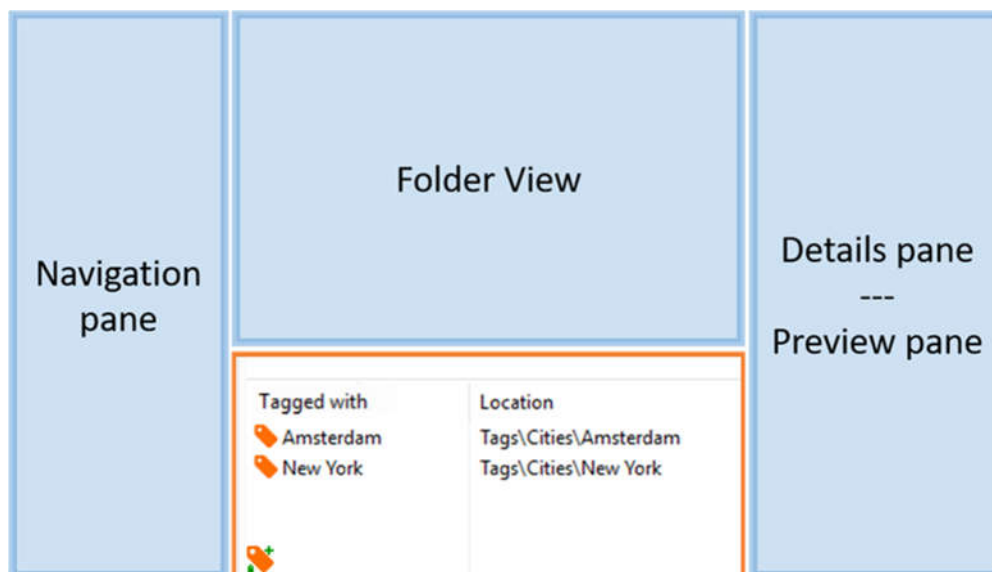 Navigation
pane
Folder View
Tagged with Location
Amsterdam Tags\Cities\Amsterdam
New York Tags\Cities\New York
Details pane
---
Preview pane